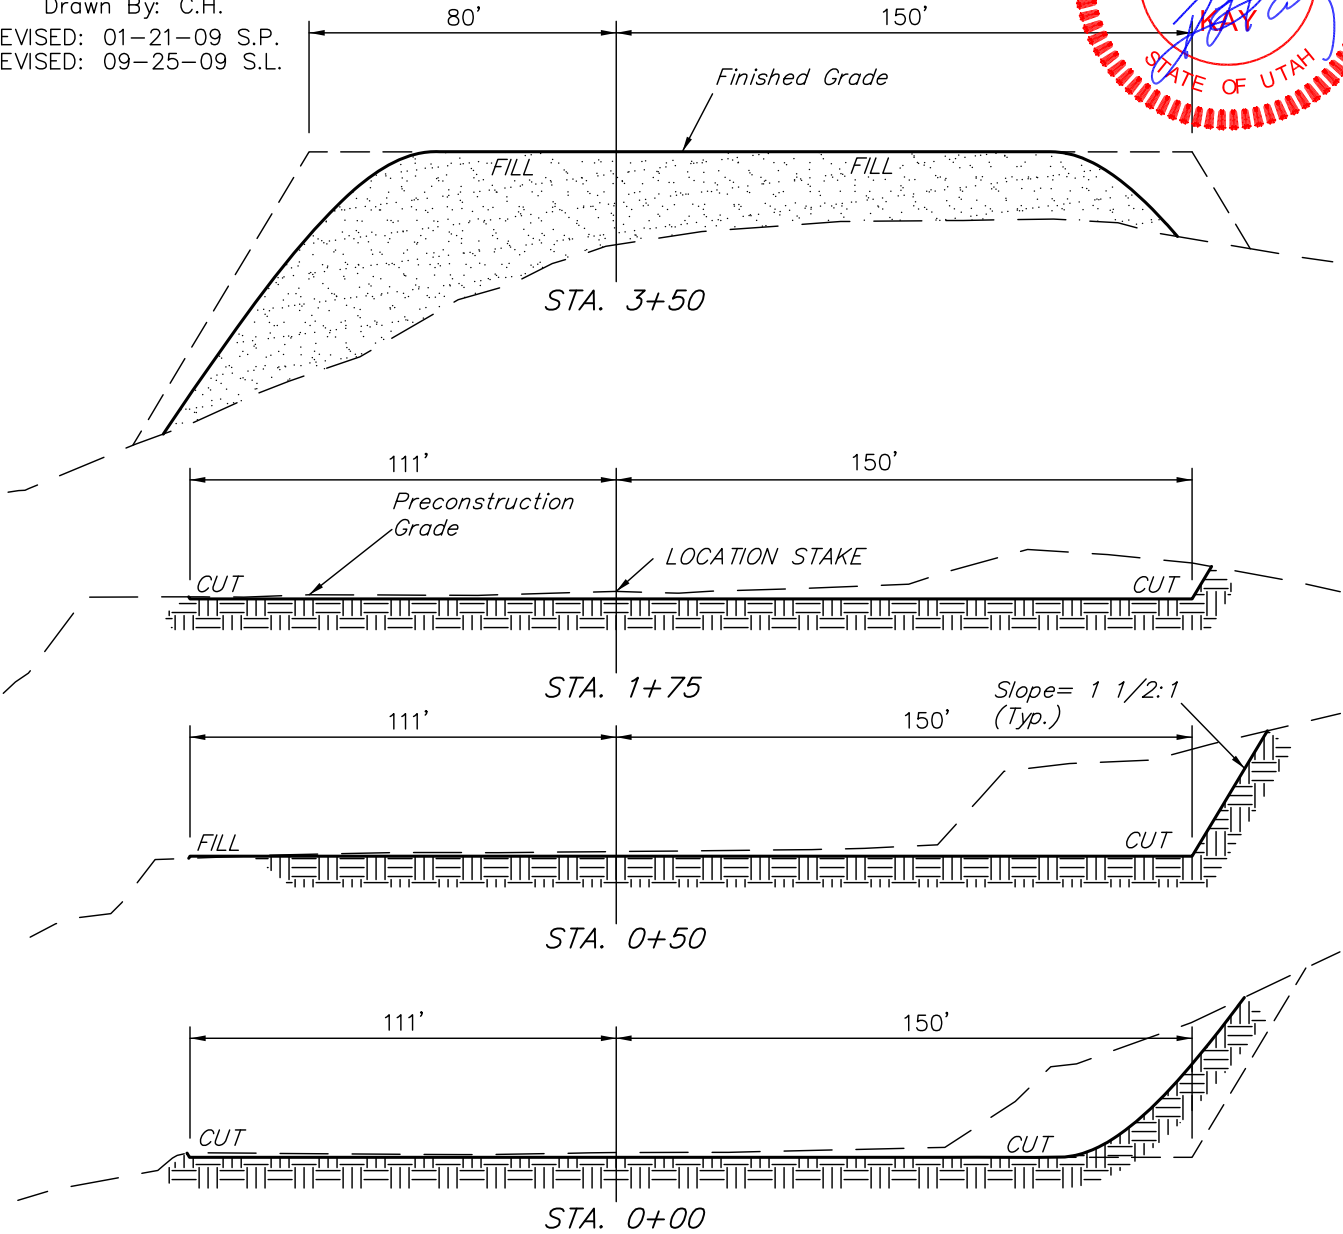 Drawn By: C.H.
EVISED: 01-21-09 S.P.
EVISED: 09-25-09 S.L.
80'
150'
KAY
STATE OF UTAH
Finished Grade
FILL
FILL
STA. 3+50
111'
150'
Preconstruction
Grade
LOCATION STAKE
CUT
CUT
STA. 1+75
Slope= 1 1/2:1
(Typ.)
111'
150'
FILL
CUT
STA. 0+50
111'
150'
CUT
CUT
STA. 0+00